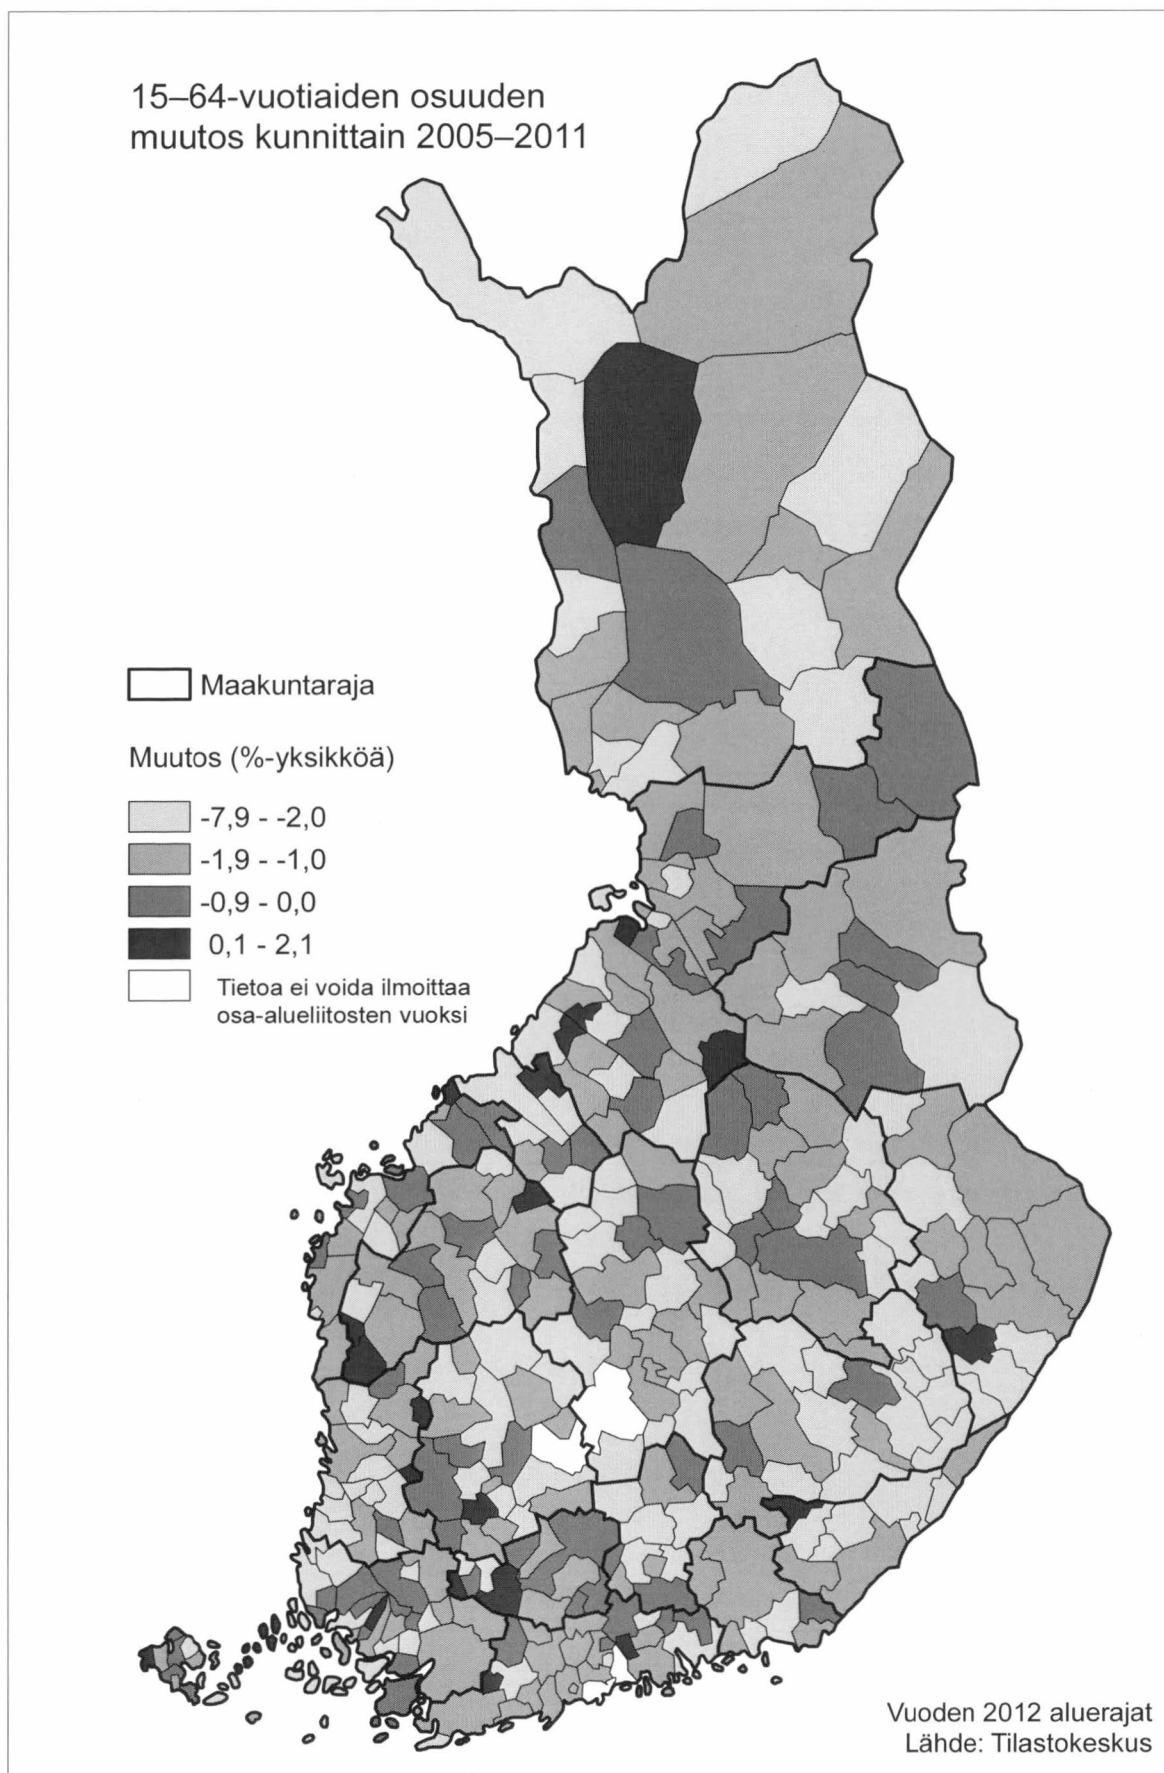 15–64-vuotiaiden osuuden
muutos kunnittain 2005–2011
Maakuntaraja
Muutos (%-yksikköä)
-7,9 - -2,0
-1,9 - -1,0
-0,9 - 0,0
0,1 - 2,1
Tietoa ei voida ilmoittaa
osa-alueliitosten vuoksi
Vuoden 2012 aluerajat
Lähde: Tilastokeskus